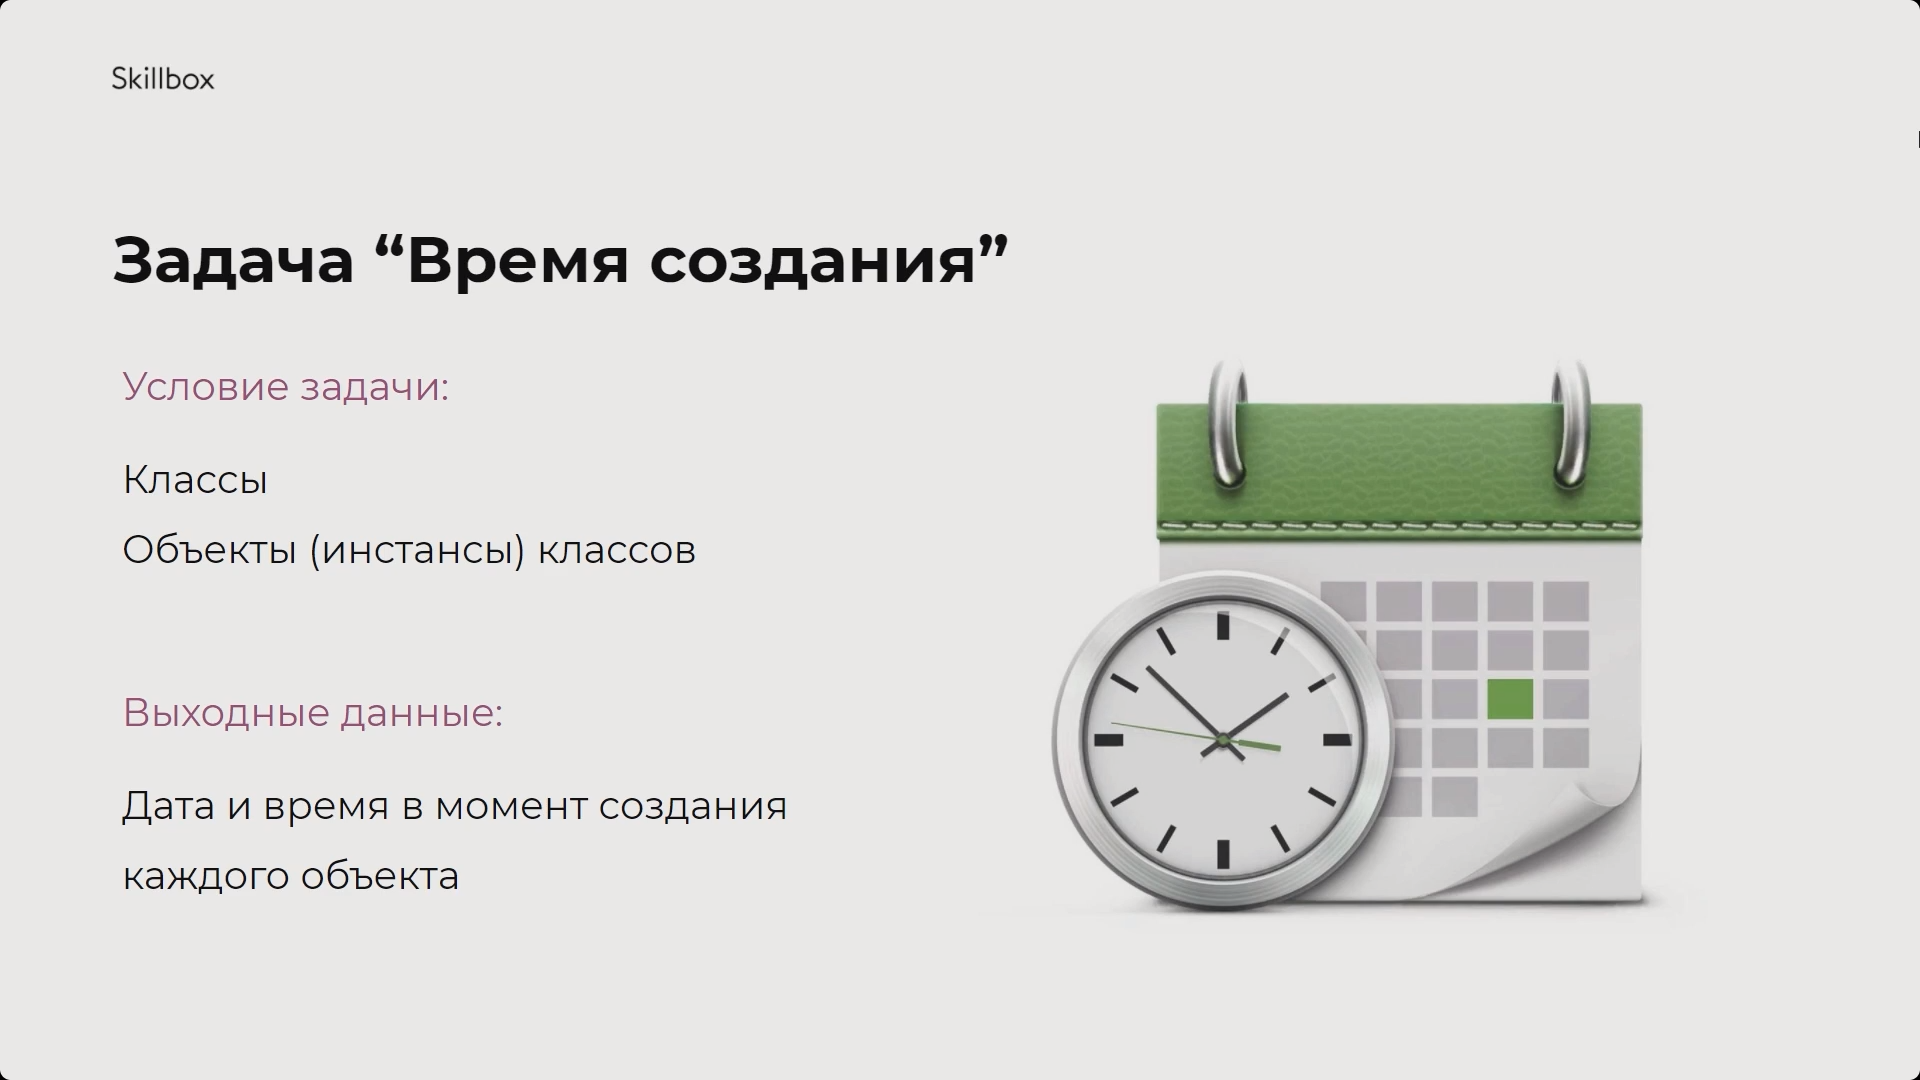 Skillbox
Задача “Время создания”
Условие задачи:
Классы
Объекты (инстансы) классов
Выходные данные:
Дата и время в момент создания
каждого объекта